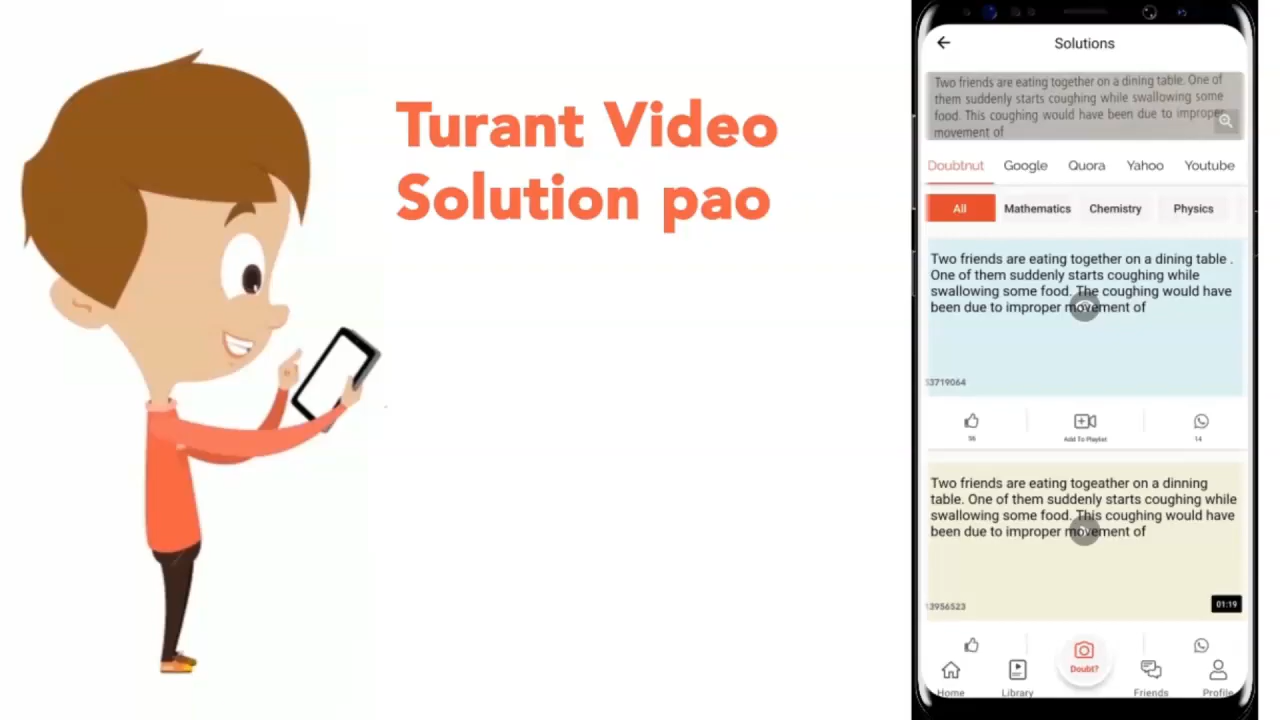 Turant Video
Solution pao
Solutions
Two friends are eating together on a dining table. One of
them suddenly starts coughing while swallowing some
food. This coughing would have been due to improper
movement of
Doubtnut Google Quora Yahoo Youtube
All Mathematics Chemistry Physics
Two friends are eating together on a dining table .
One of them suddenly starts coughing while
swallowing some food. The coughing would have
been due to improper movement of
53719064
56 Add To Playlist 14
Two friends are eating togeather on a dinning
table. One of them suddenly starts coughing while
swallowing some food. This coughing would have
been due to improper movement of
13956523
01:19
Doubt?
Home Library Friends Profile